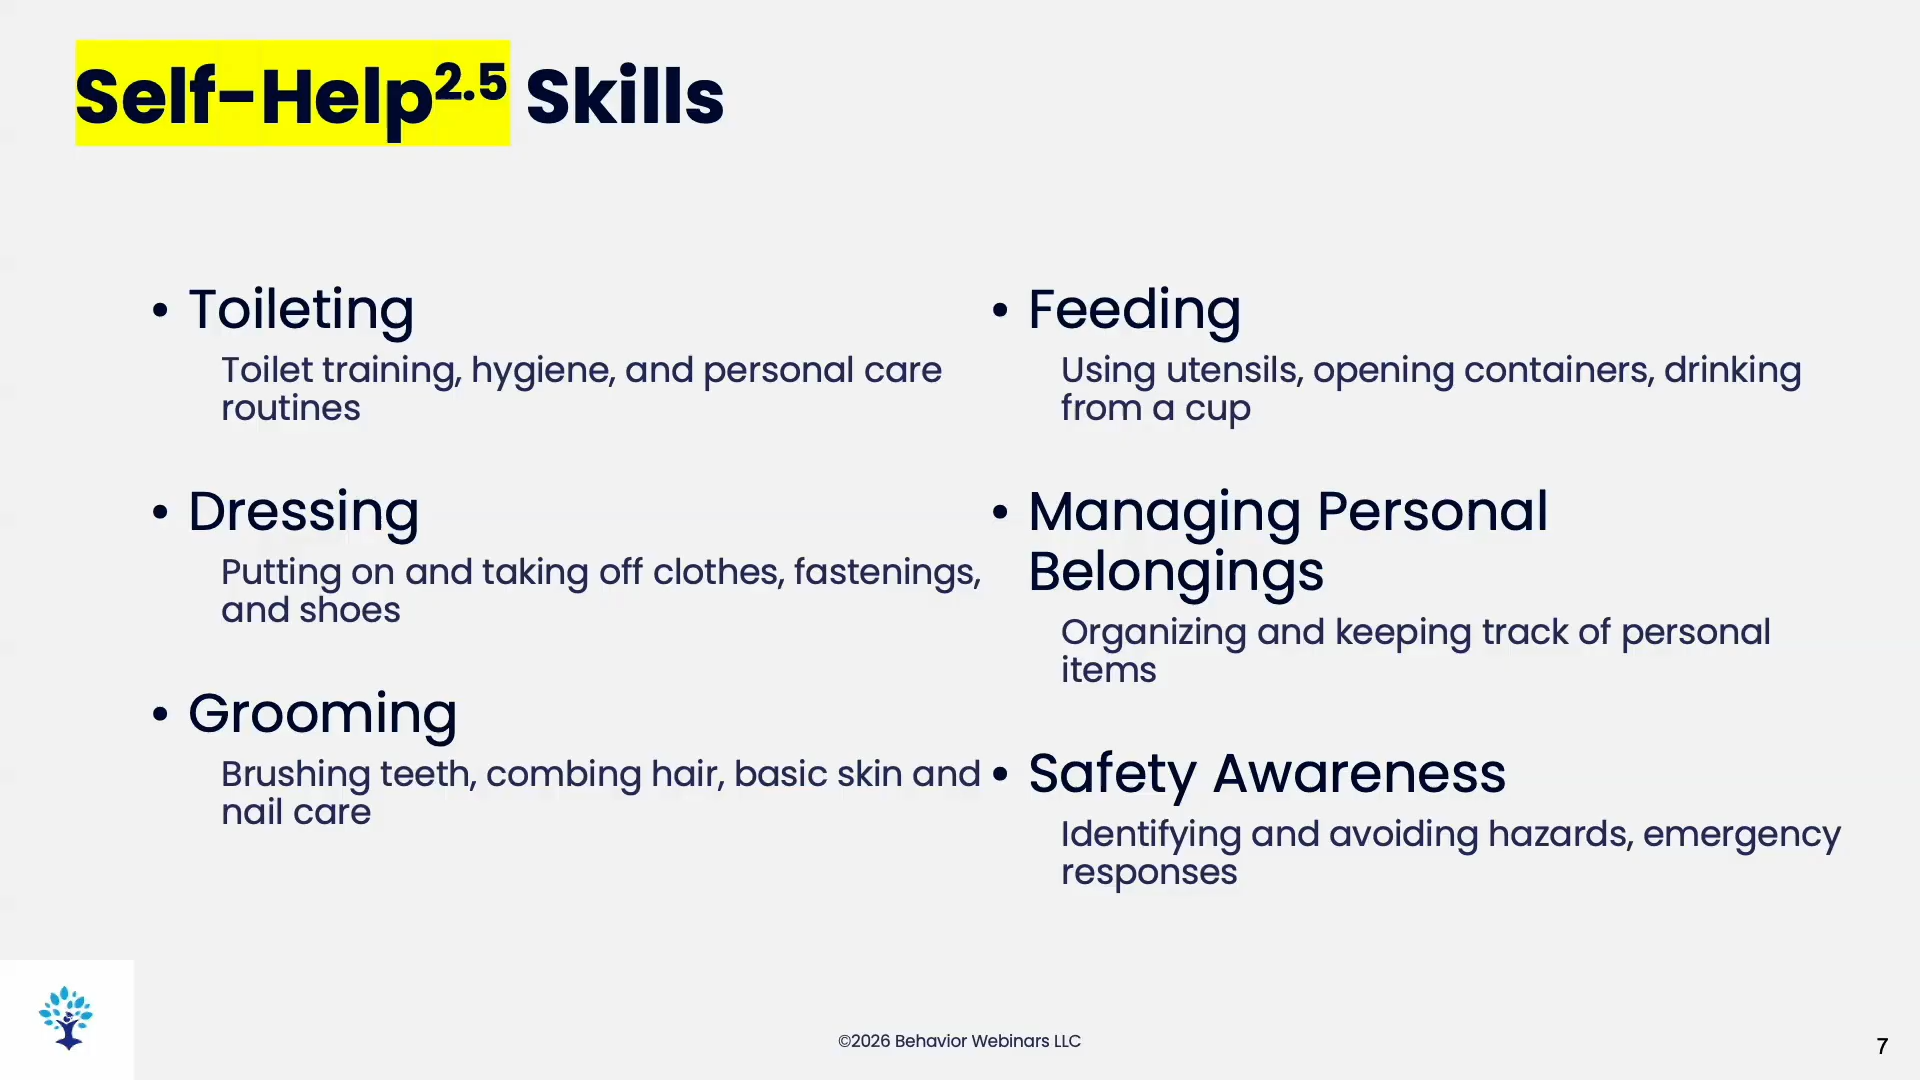 Self-Help2.5 Skills
• Toileting
Toilet training, hygiene, and personal care
routines
• Dressing
Putting on and taking off clothes, fastenings,
and shoes
• Grooming
Brushing teeth, combing hair, basic skin and
nail care
• Feeding
Using utensils, opening containers, drinking
from a cup
• Managing Personal
Belongings
Organizing and keeping track of personal
items
• Safety Awareness
Identifying and avoiding hazards, emergency
responses
©2026 Behavior Webinars LLC
7